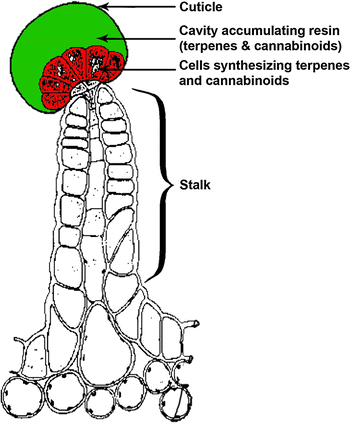 Cuticle
Cavity accumulating resin
(terpenes & cannabinoids)
Cells synthesizing terpenes
and cannabinoids
Stalk